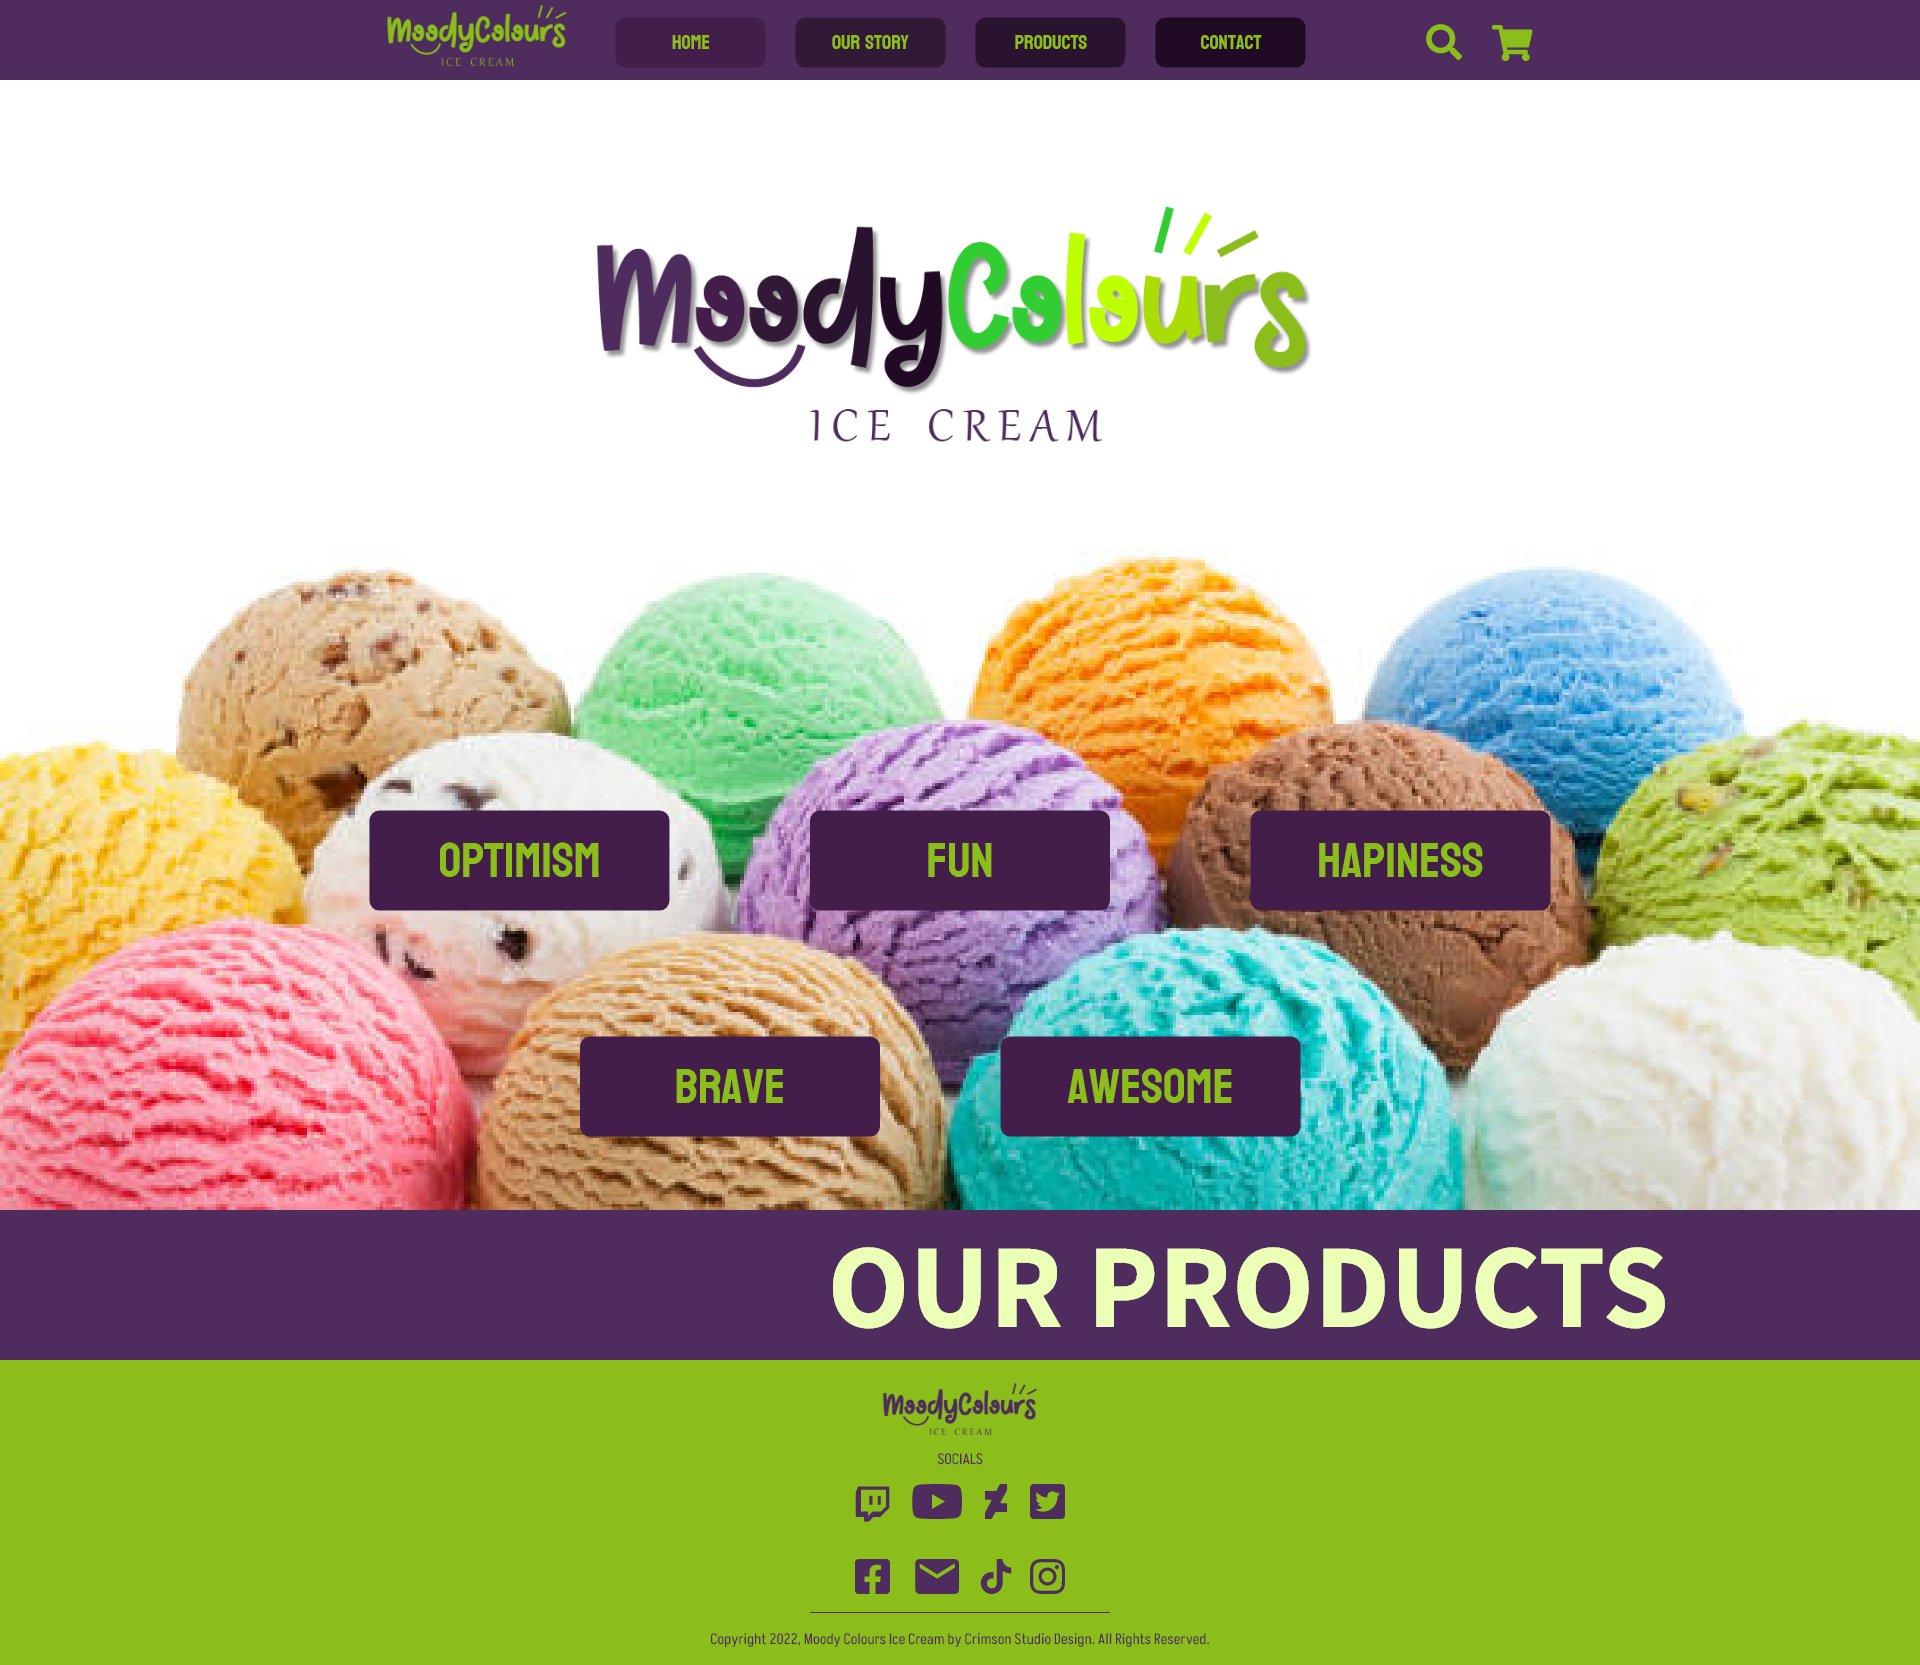 MoodyColours
ICE CREAM
HOME
OUR STORY
PRODUCTS
CONTACT
MoodyColours
ICE CREAM
OPTIMISM
FUN
HAPINESS
BRAVE
AWESOME
OUR PRODUCTS
MoodyColours
ICE CREAM
SOCIALS
Copyright 2022, Moody Colours Ice Cream by Crimson Studio Design. All Rights Reserved.